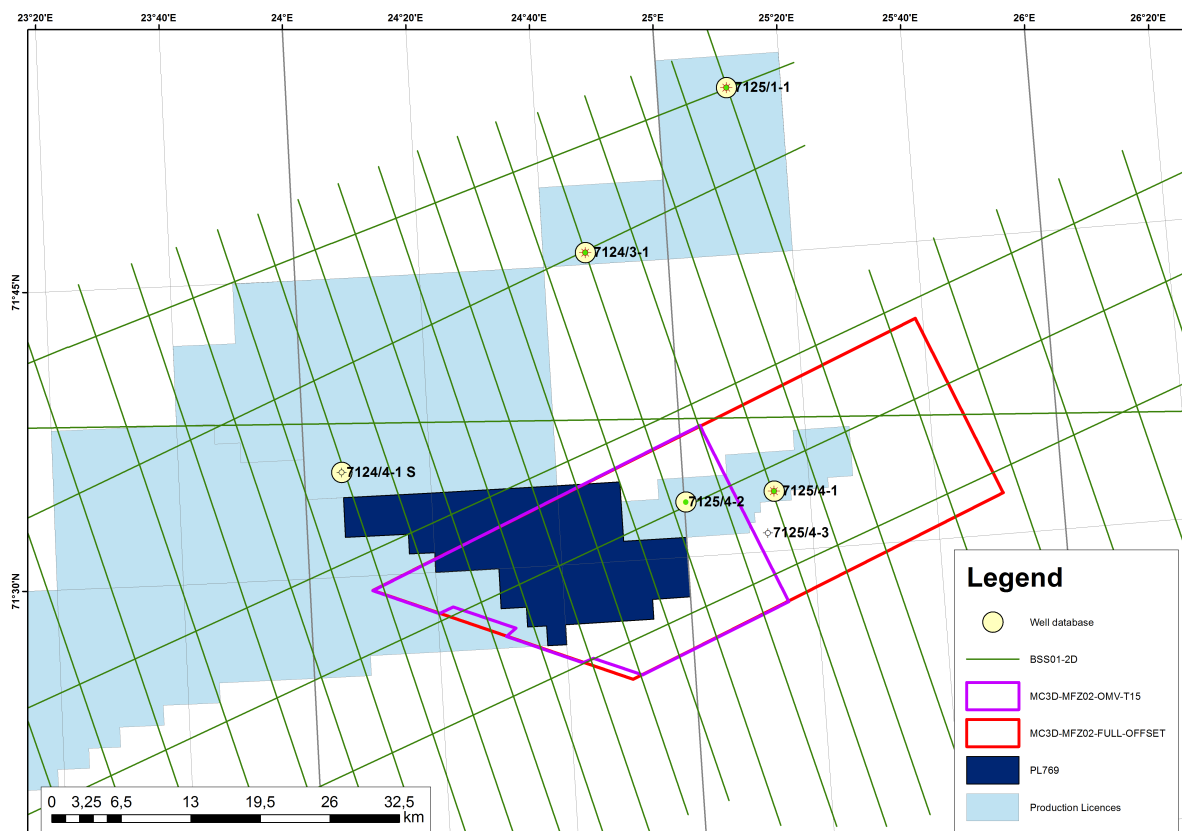 23°20'E 23°40'E 24°E 24°20'E 24°40'E 25°E 25°20'E 25°40'E 26°E 26°20'E
7125/1-1
7124/3-1
71°45'N
7124/4-1 S
7125/4-1
7125/4-2
7125/4-3
71°30'N
Legend
Well database
BSS01-2D
MC3D-MFZ02-OMV-T15
MC3D-MFZ02-FULL-OFFSET
PL769
Production Licences
0 3,25 6,5 13 19,5 26 32,5
km